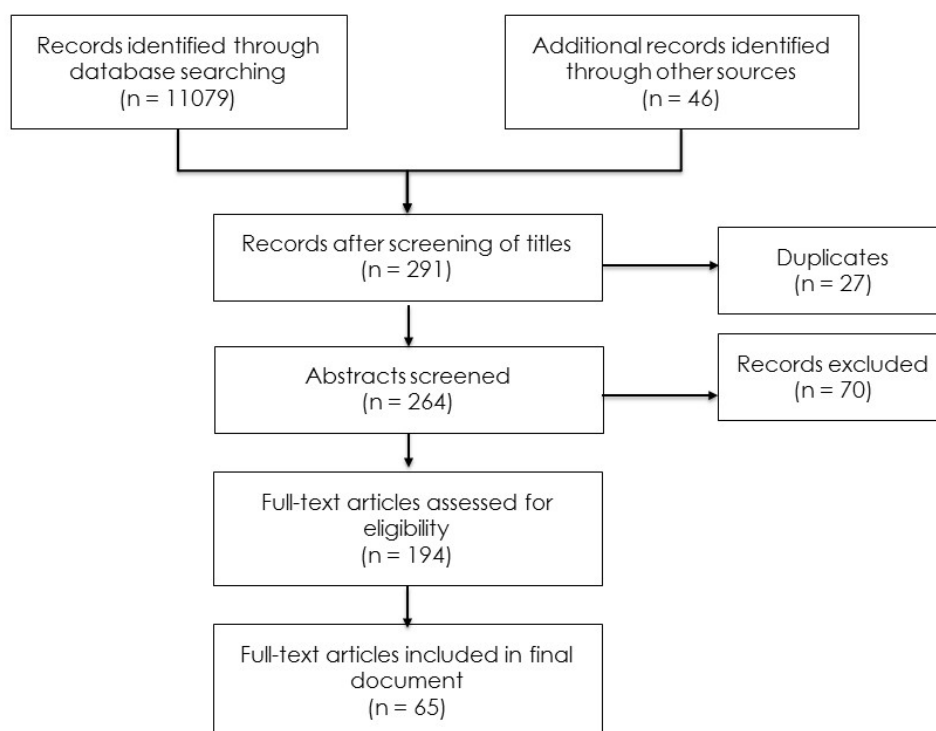 Records identified through
database searching
(n = 11079)
Additional records identified
through other sources
(n = 46)
Records after screening of titles
(n = 291)
Duplicates
(n = 27)
Abstracts screened
(n = 264)
Records excluded
(n = 70)
Full-text articles assessed for
eligibility
(n = 194)
Full-text articles included in final
document
(n = 65)